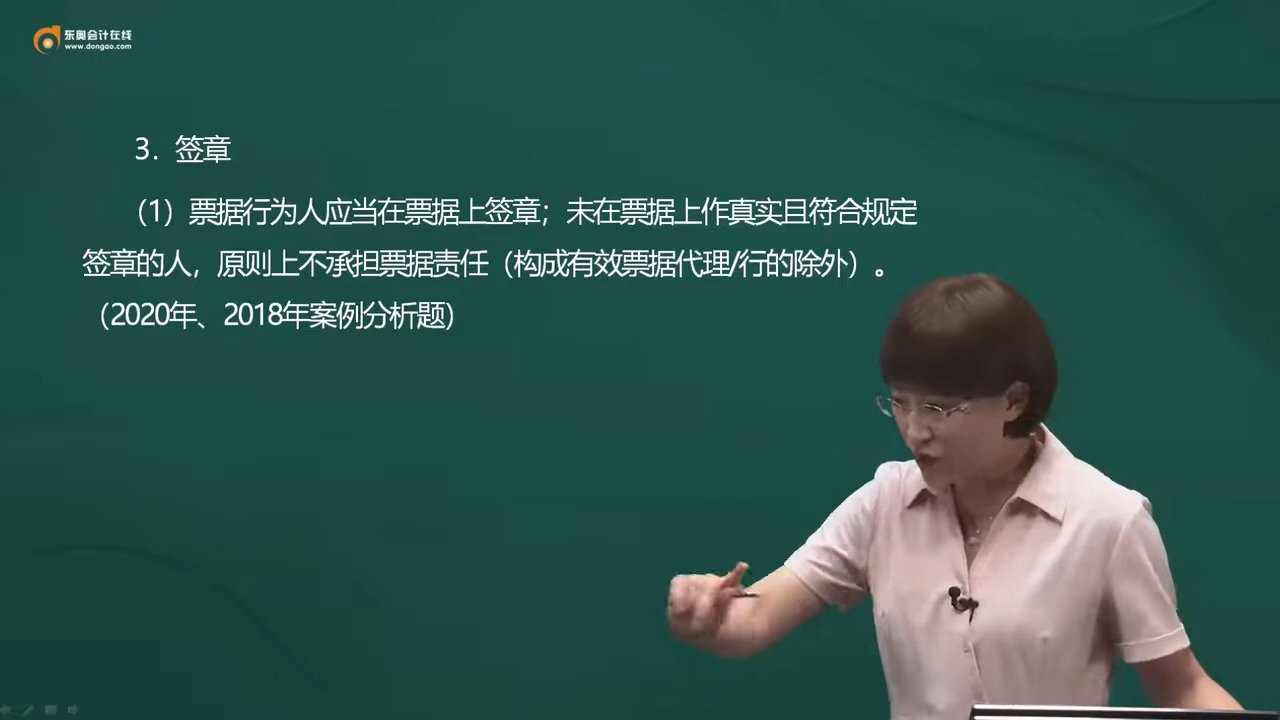 东奥会计在线
www.dongao.com
3. 签章
（1）票据行为人应当在票据上签章；未在票据上作真实且符合规定
签章的人，原则上不承担票据责任（构成有效票据代理/行的除外）。
（2020年、2018年案例分析题）